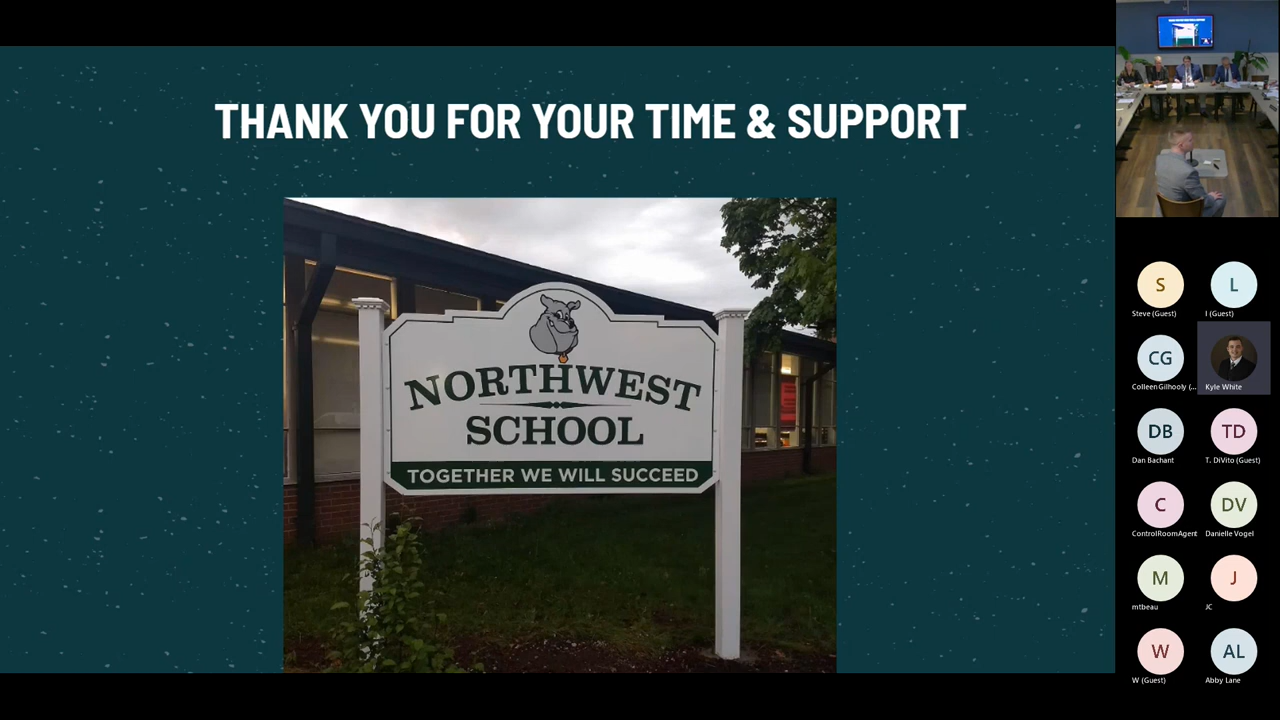 THANK YOU FOR YOUR TIME & SUPPORT
NORTHWEST
SCHOOL
TOGETHER WE WILL SUCCEED
S
Steve (Guest)
L
l (Guest)
CG
Colleen Gilhooly (...
Kyle White
DB
Dan Bachant
TD
T. DiVito (Guest)
C
ControlRoomAgent
DV
Danielle Vogel
M
mtbeau
J
JC
W
W (Guest)
AL
Abby Lane